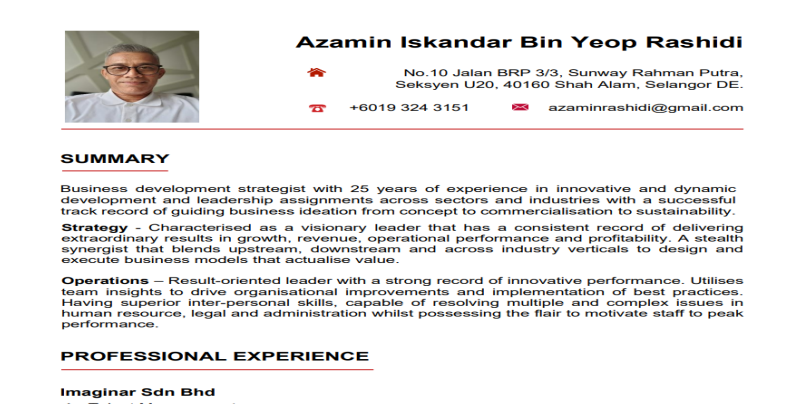 Azamin Iskandar Bin Yeop Rashidi
No.10 Jalan BRP 3/3, Sunway Rahman Putra,
Seksyen U20, 40160 Shah Alam, Selangor DE.
+6019 324 3151 azaminrashidi@gmail.com
SUMMARY
Business development strategist with 25 years of experience in innovative and dynamic
development and leadership assignments across sectors and industries with a successful
track record of guiding business ideation from concept to commercialisation to sustainability.
Strategy - Characterised as a visionary leader that has a consistent record of delivering
extraordinary results in growth, revenue, operational performance and profitability. A stealth
synergist that blends upstream, downstream and across industry verticals to design and
execute business models that actualise value.
Operations – Result-oriented leader with a strong record of innovative performance. Utilises
team insights to drive organisational improvements and implementation of best practices.
Having superior inter-personal skills, capable of resolving multiple and complex issues in
human resource, legal and administration whilst possessing the flair to motivate staff to peak
performance.
PROFESSIONAL EXPERIENCE
Imaginar Sdn Bhd